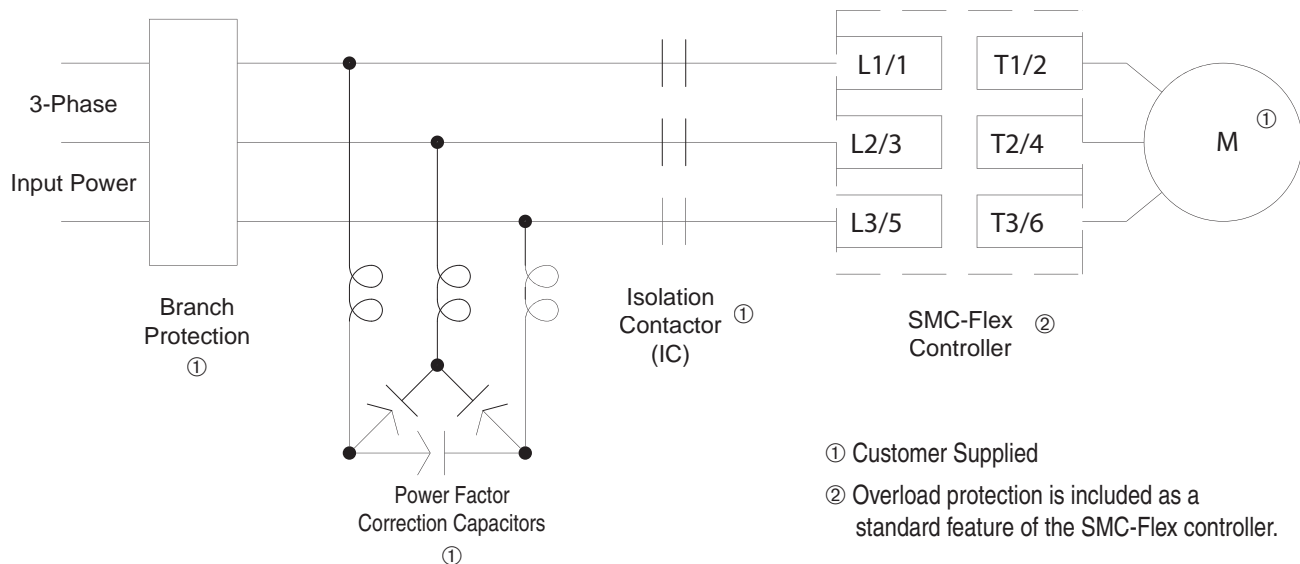 3-Phase
Input Power
Branch
Protection
①
Power Factor
Correction Capacitors
①
Isolation
Contactor ①
(IC)
L1/1 T1/2
L2/3 T2/4
L3/5 T3/6
M ①
SMC-Flex ②
Controller
① Customer Supplied
② Overload protection is included as a
standard feature of the SMC-Flex controller.